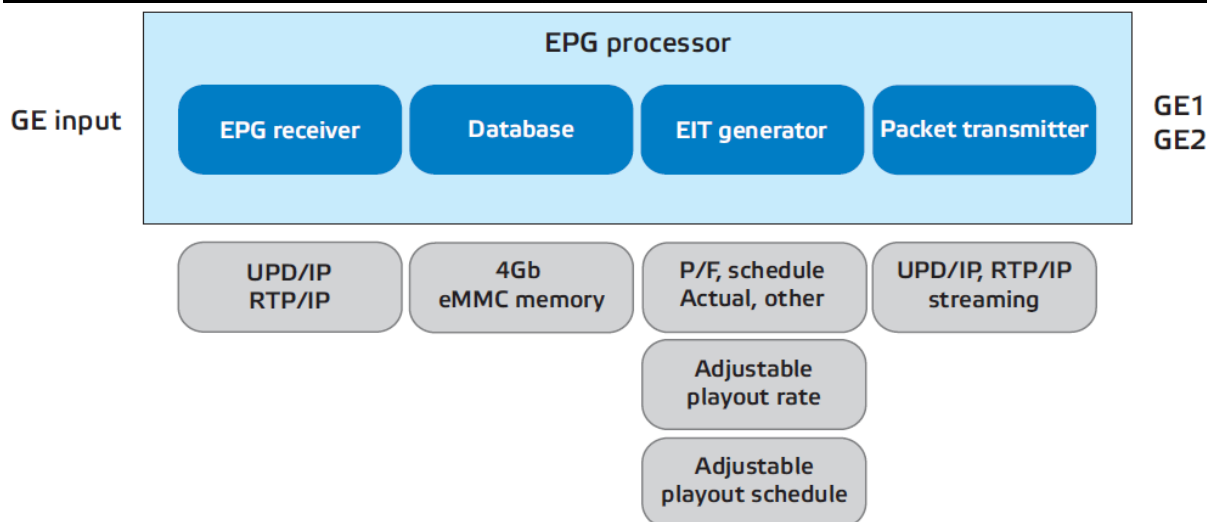 EPG processor
GE input
EPG receiver
Database
EIT generator
Packet transmitter
GE1
GE2
UPD/IP
RTP/IP
4Gb
eMMC memory
P/F, schedule
Actual, other
UPD/IP, RTP/IP
streaming
Adjustable
playout rate
Adjustable
playout schedule